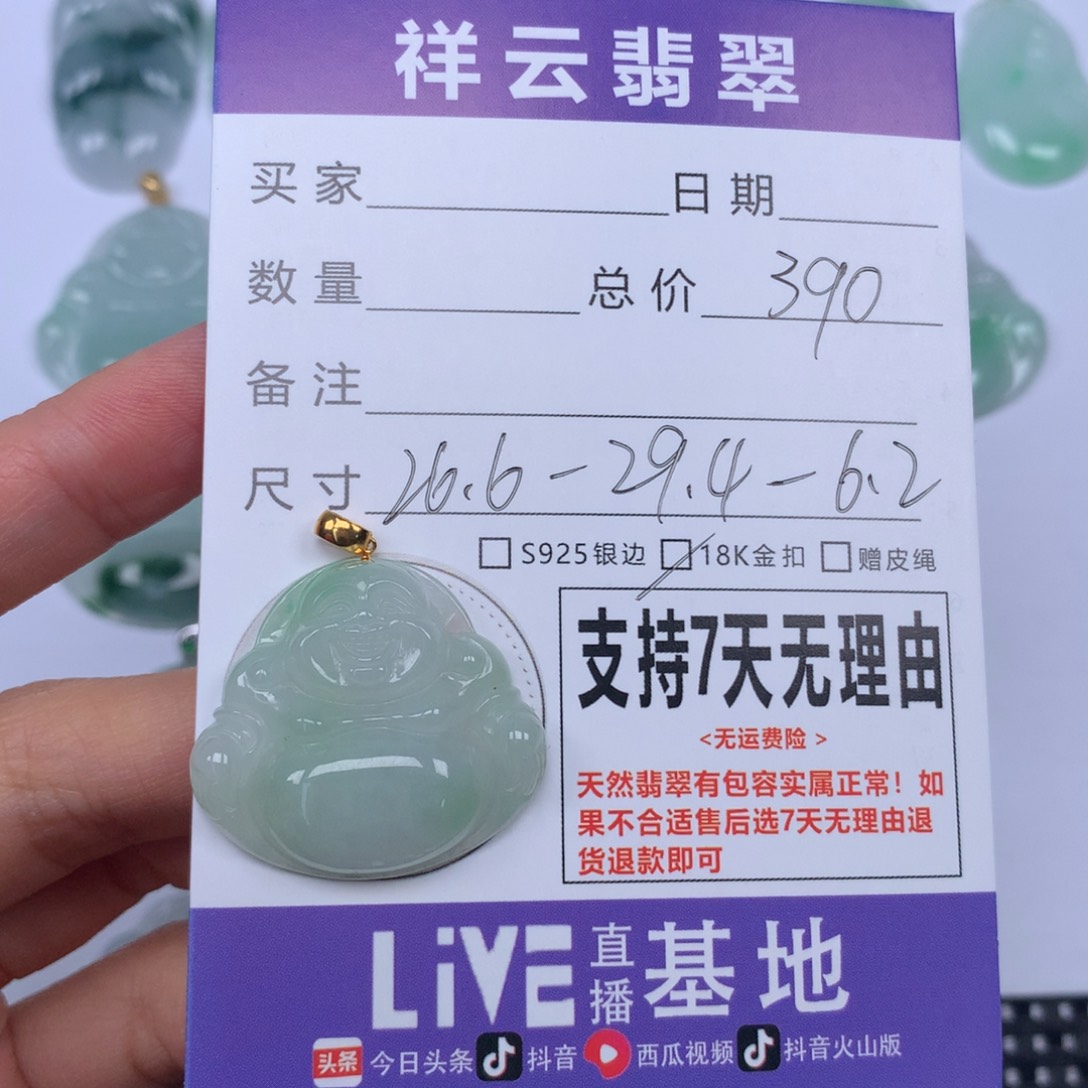 祥云翡翠
买家 日期
数量 总价 390
备注
尺寸 26.6-29.4-6.2
S925银边 18K金扣 赠皮绳
支持7天无理由
<无运费险>
天然翡翠有包容实属正常！如
果不合适售后选7天无理由退
货退款即可
LiVE直播基地
头条 今日头条 抖音 西瓜视频 抖音火山版